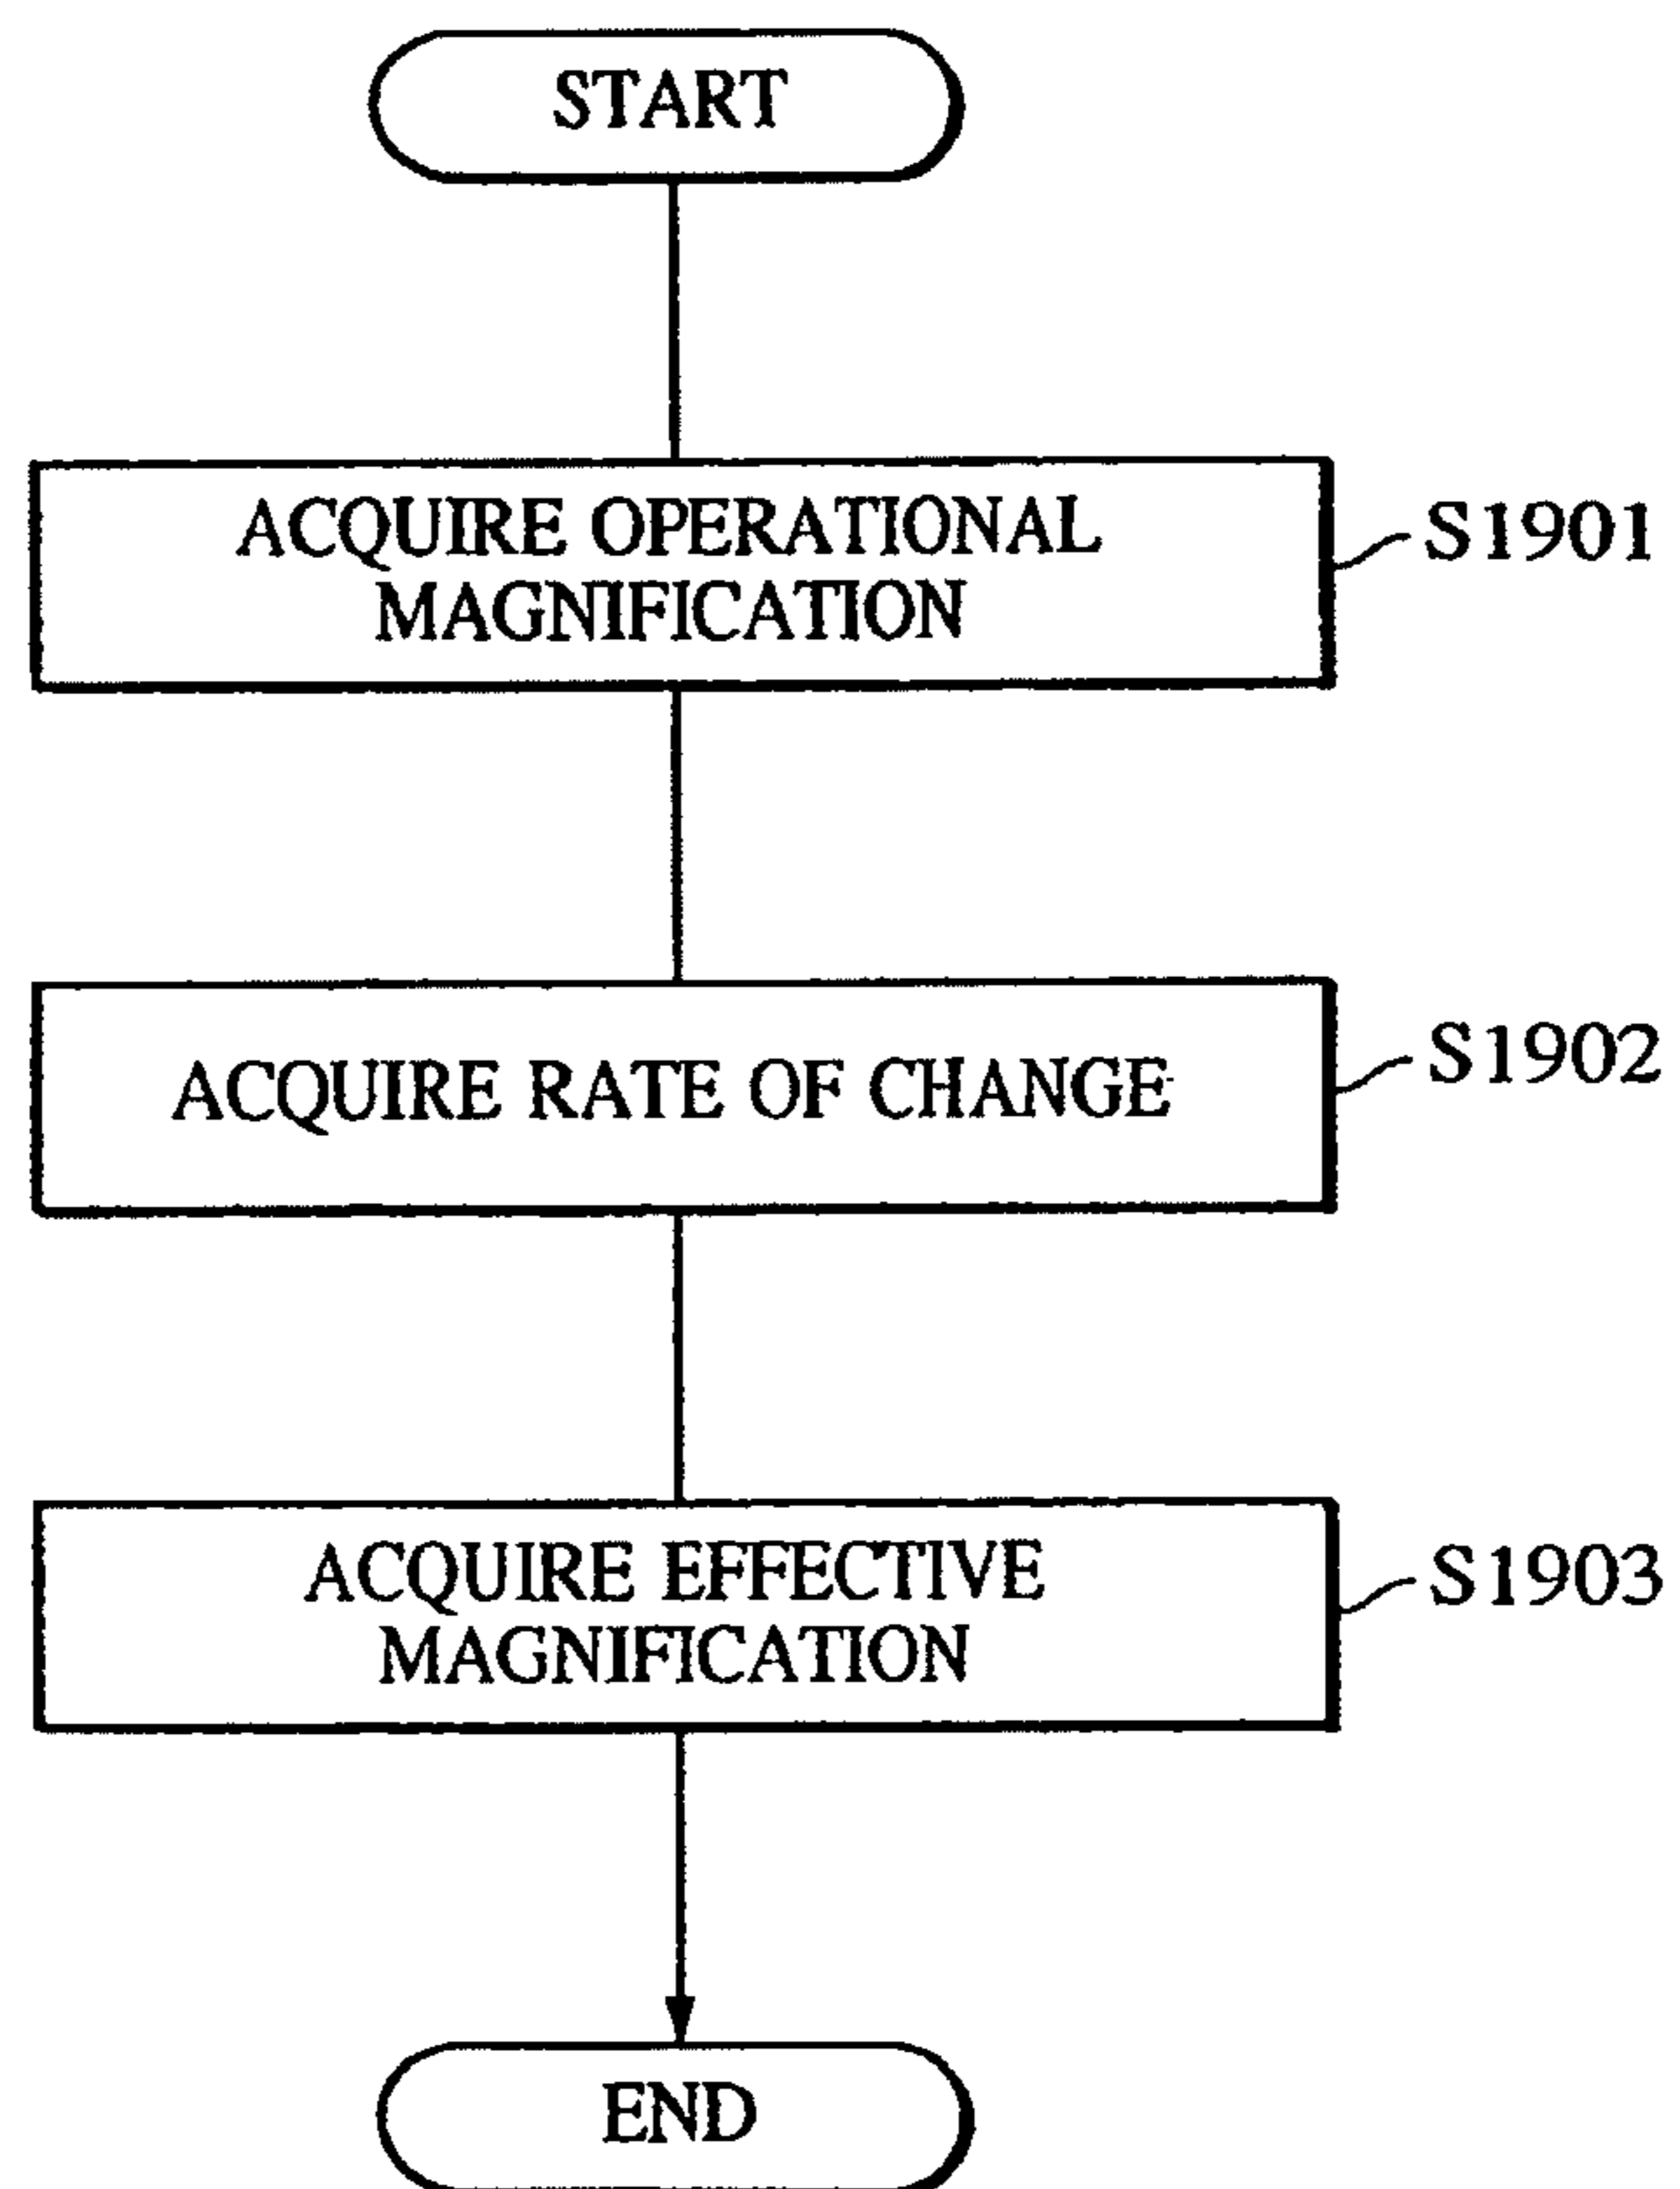 START
ACQUIRE OPERATIONAL
MAGNIFICATION
S1901
ACQUIRE RATE OF CHANGE
S1902
ACQUIRE EFFECTIVE
MAGNIFICATION
S1903
END